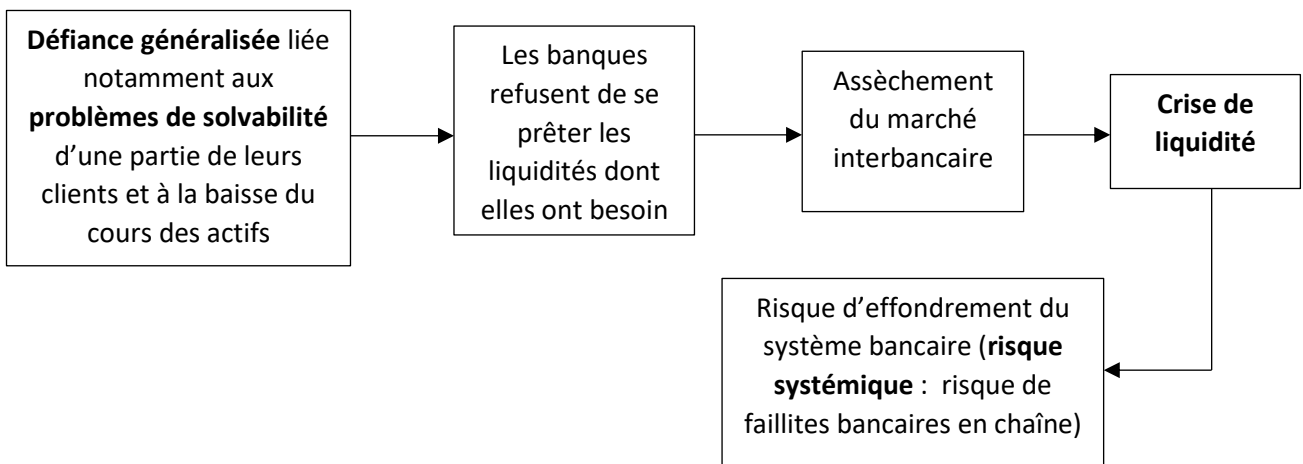 Défiance généralisée liée
notamment aux
problèmes de solvabilité
d’une partie de leurs
clients et à la baisse du
cours des actifs
Les banques
refusent de se
prêter les
liquidités dont
elles ont besoin
Assèchement
du marché
interbancaire
Crise de
liquidité
Risque d’effondrement du
système bancaire (risque
systémique :  risque de
faillites bancaires en chaîne)